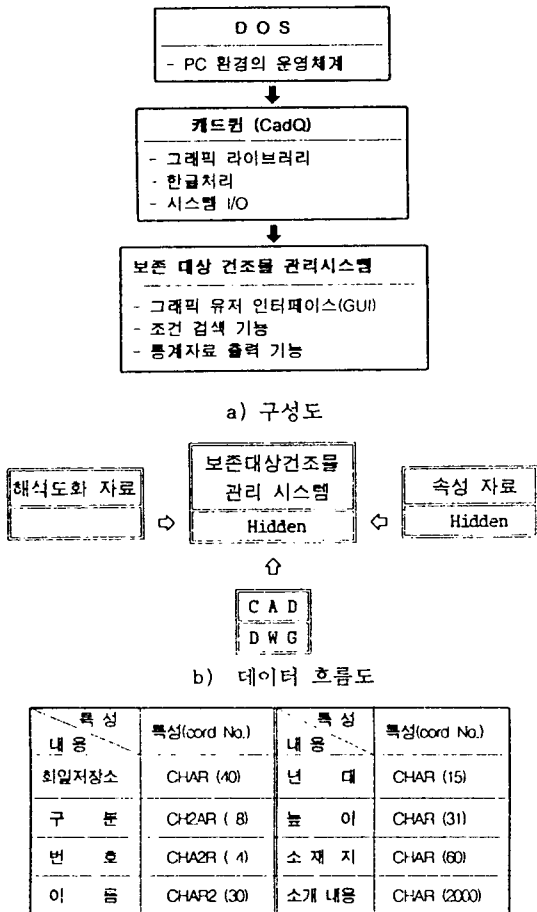 D O S
- PC 환경의 운영체계
캐드퀸 (CadQ)
- 그래픽 라이브러리
- 한글처리
- 시스템 I/O
보존 대상 건조물 관리시스템
- 그래픽 유저 인터페이스(GUI)
- 조건 검색 기능
- 통계자료 출력 기능
a) 구성도
해석도화 자료
보존대상건조물
관리 시스템
Hidden
속성 자료
Hidden
C A D
D W G
b) 데이터 흐름도
특 성
내 용
특성(cord No.)
특 성
내 용
특성(cord No.)
화일저장소 CHAR (40) 년 대 CHAR (15)
구 분 CH2AR ( 8) 높 이 CHAR (31)
번 호 CHA2R ( 4) 소 재 지 CHAR (60)
이 름 CHAR2 (30) 소개 내용 CHAR (2000)